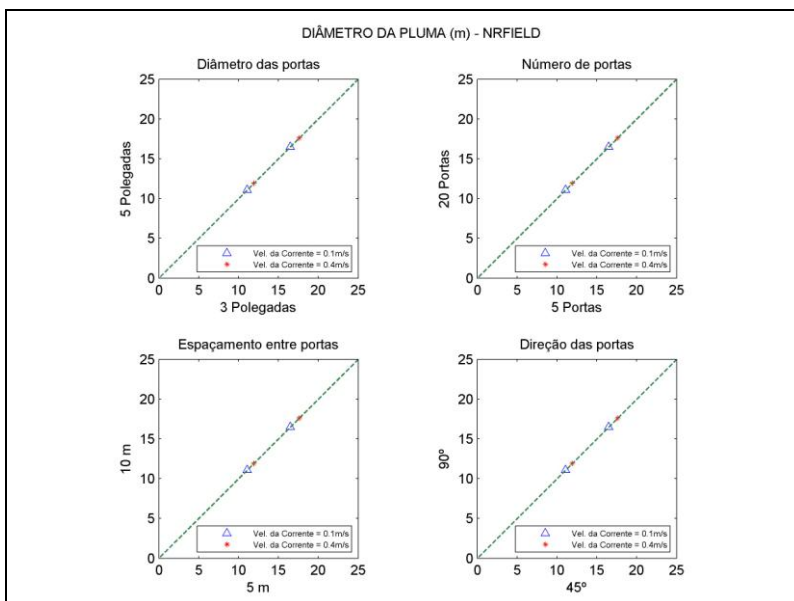 DIÂMETRO DA PLUMA (m) - NRFIELD
Diâmetro das portas
25
20
15
10
5
0
5 Polegadas
Vel. da Corrente = 0.1m/s
Vel. da Corrente = 0.4m/s
0 5 10 15 20 25
3 Polegadas
Número de portas
25
20
15
10
5
0
20 Portas
Vel. da Corrente = 0.1m/s
Vel. da Corrente = 0.4m/s
0 5 10 15 20 25
5 Portas
Espaçamento entre portas
25
20
15
10
5
0
10 m
Vel. da Corrente = 0.1m/s
Vel. da Corrente = 0.4m/s
0 5 10 15 20 25
5 m
Direção das portas
25
20
15
10
5
0
90º
Vel. da Corrente = 0.1m/s
Vel. da Corrente = 0.4m/s
0 5 10 15 20 25
45º